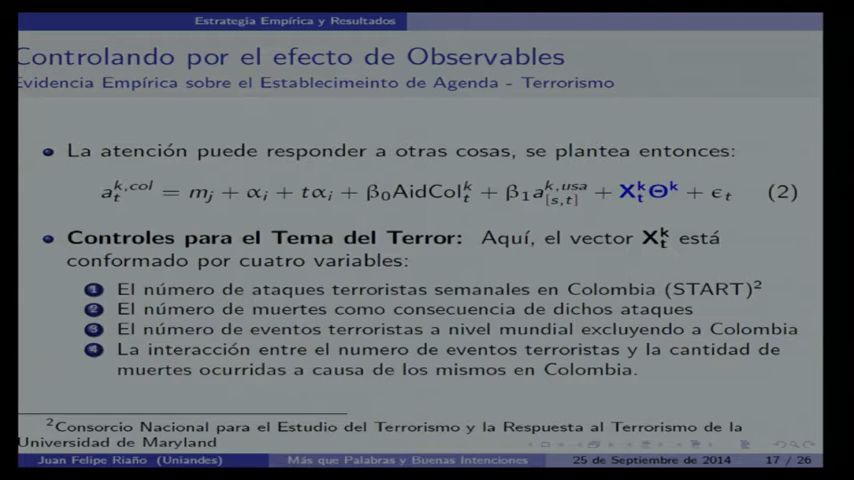 Estrategia Empírica y Resultados
Controlando por el efecto de Observables
Evidencia Empírica sobre el Establecimeinto de Agenda - Terrorismo
La atención puede responder a otras cosas, se plantea entonces:
a_t^{k,col} = m_j + α_i + tα_i + β_0AidCol_t^k + β_1a_{[s,t]}^{k,usa} + X_t^kΘ^k + ϵ_t (2)
Controles para el Tema del Terror: Aquí, el vector X_t^k está
conformado por cuatro variables:
1 El número de ataques terroristas semanales en Colombia (START)²
2 El número de muertes como consecuencia de dichos ataques
3 El número de eventos terroristas a nivel mundial excluyendo a Colombia
4 La interacción entre el numero de eventos terroristas y la cantidad de
muertes ocurridas a causa de los mismos en Colombia.
²Consorcio Nacional para el Estudio del Terrorismo y la Respuesta al Terrorismo de la
Universidad de Maryland
Juan Felipe Riaño (Uniandes) Más que Palabras y Buenas Intenciones 25 de Septiembre de 2014 17 / 26